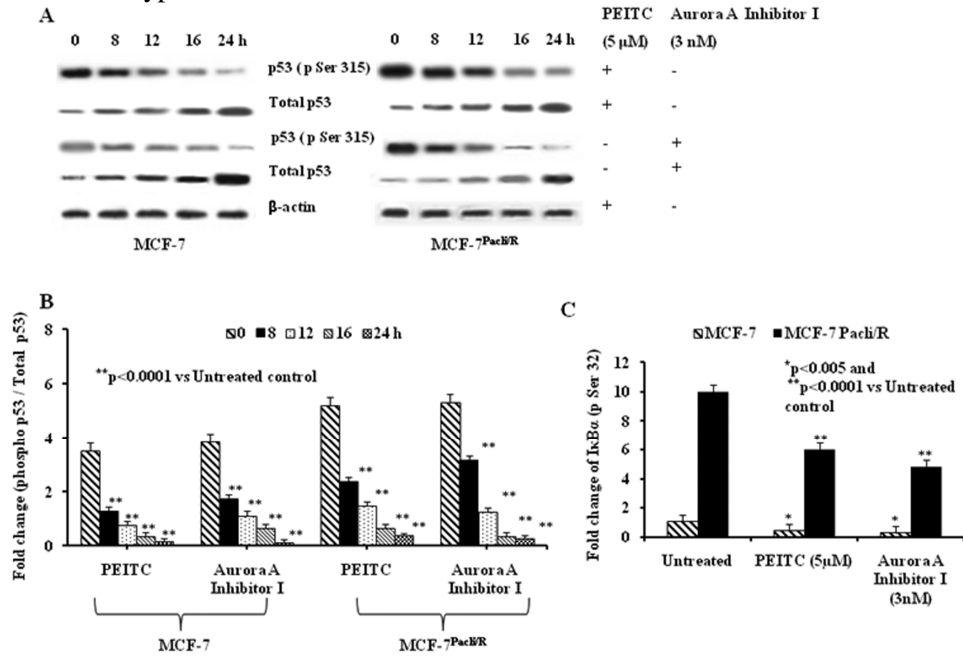 A
PEITC Aurora A Inhibitor I
(5 µM) (3 nM)
0 8 12 16 24 h
0 8 12 16 24 h
p53 ( p Ser 315) + -
Total p53 + -
p53 ( p Ser 315) - +
Total p53 - +
β-actin + -
MCF-7 MCF-7Pacli/R
B
0 8 12 16 24 h
**p<0.0001 vs Untreated control
Fold change (phospho p53 / Total p53)
8
6
4
2
0
** ** ** **
** ** ** **
** ** ** **
** ** ** **
PEITC Aurora A PEITC Aurora A
Inhibitor I Inhibitor I
MCF-7 MCF-7Pacli/R
C
MCF-7 MCF-7 Pacli/R
*p<0.005 and
**p<0.0001 vs Untreated
control
Fold change of IκBα (p Ser 32)
12
10
8
6
4
2
0
* **
* **
Untreated PEITC (5µM) Aurora A
Inhibitor I
(3nM)